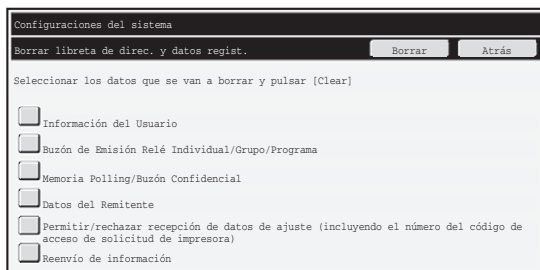 Configuraciones del sistema
Borrar libreta de direc. y datos regist.
Borrar
Atrás
Seleccionar los datos que se van a borrar y pulsar [Clear]
Información del Usuario
Buzón de Emisión Relé Individual/Grupo/Programa
Memoria Polling/Buzón Confidencial
Datos del Remitente
Permitir/rechazar recepción de datos de ajuste (incluyendo el número del código de
acceso de solicitud de impresora)
Reenvío de información